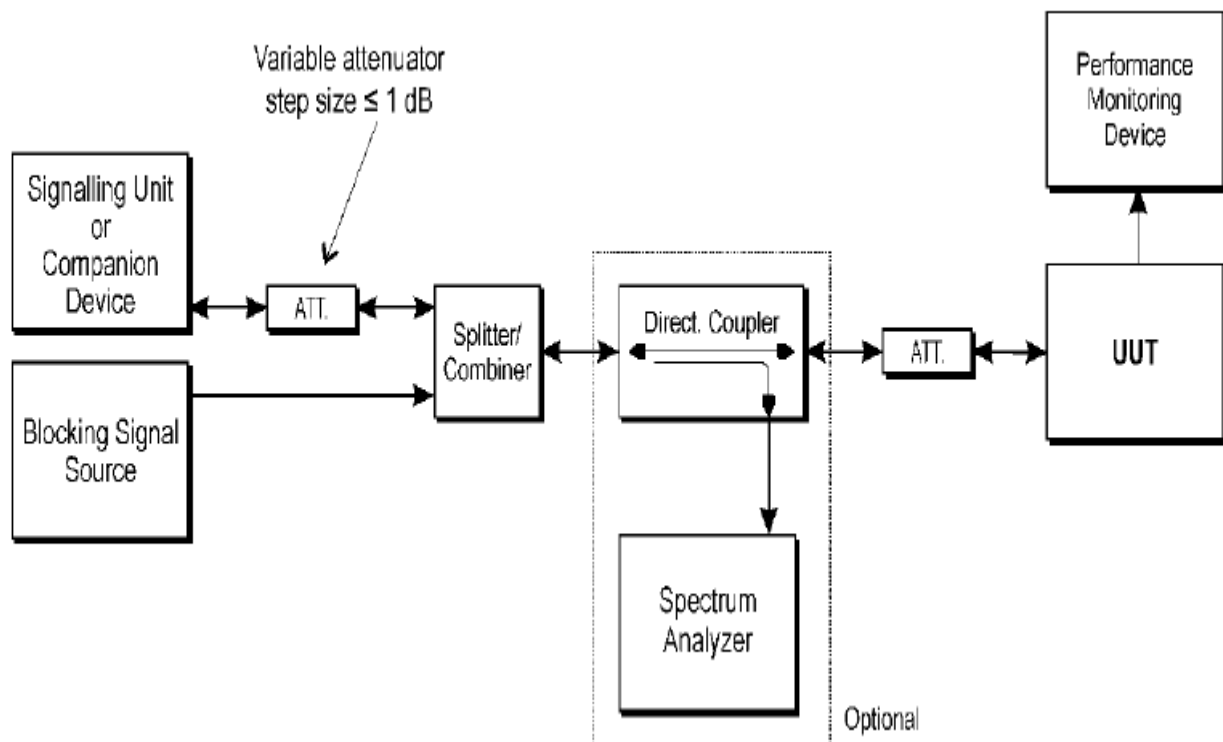 Variable attenuator
step size ≤ 1 dB
Performance
Monitoring
Device
Signalling Unit
or
Companion
Device
ATT.
Splitter/
Combiner
Direct. Coupler
ATT.
UUT
Blocking Signal
Source
Spectrum
Analyzer
Optional